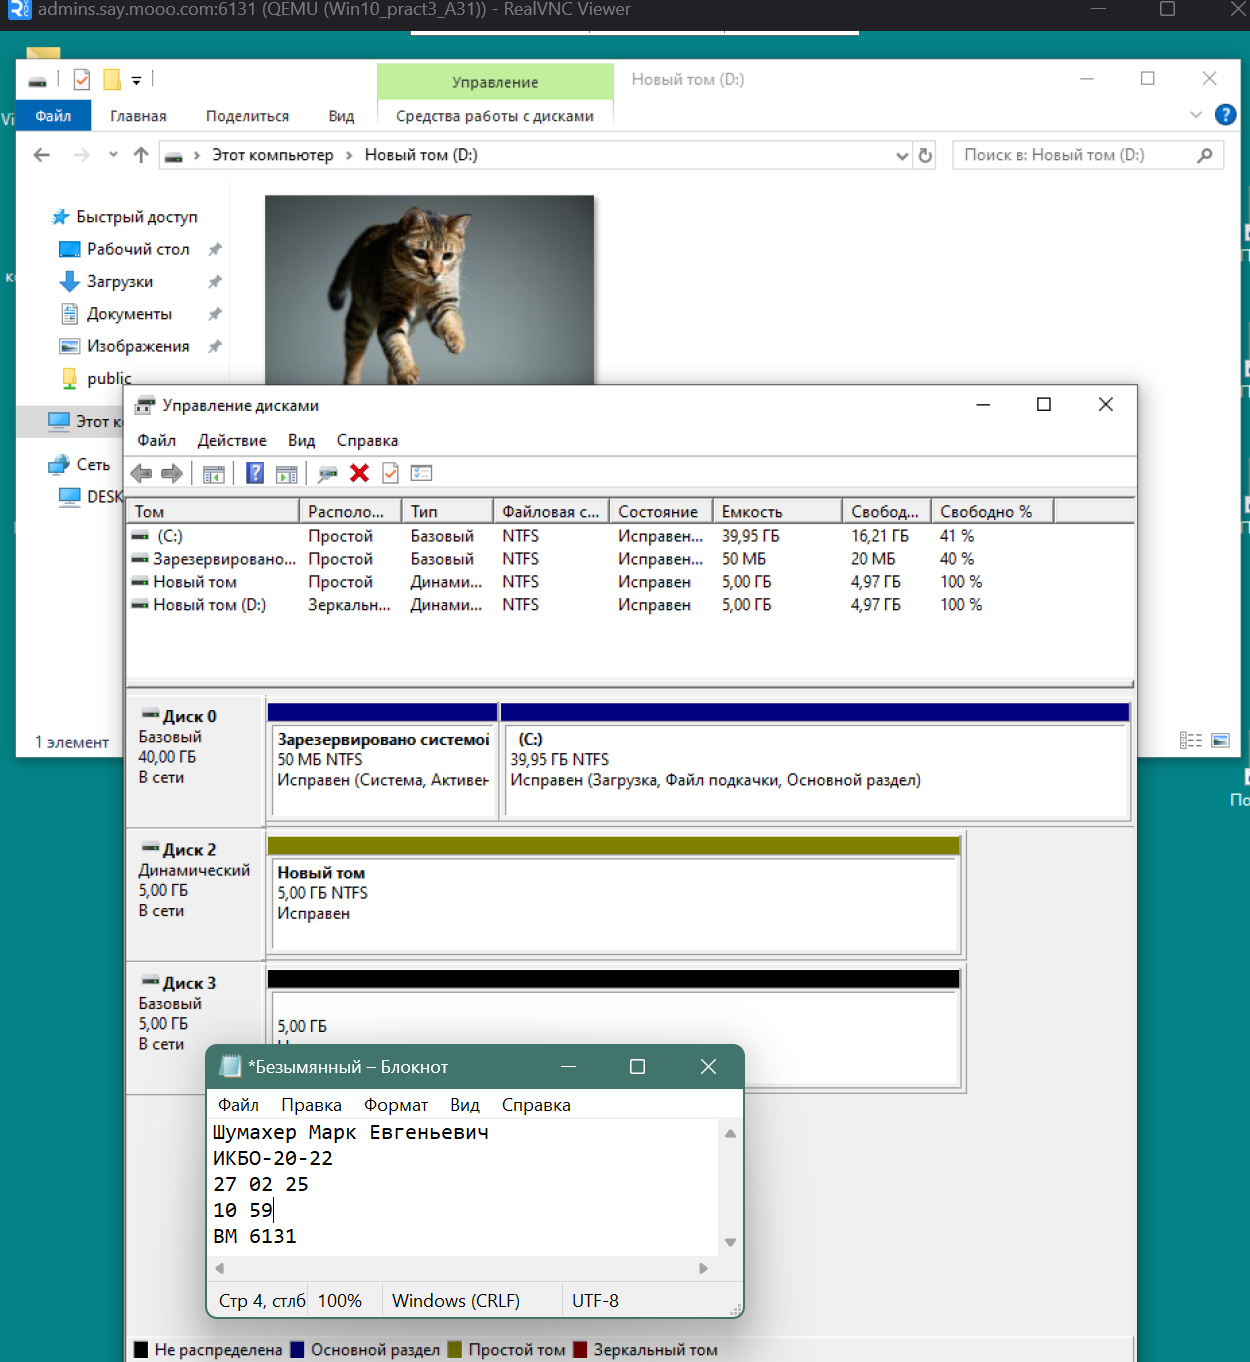 admins.say.mooo.com:6131 (QEMU (Win10_pract3_A31)) - RealVNC Viewer
Управление
Новый том (D:)
Файл
Главная
Поделиться
Вид
Средства работы с дисками
Этот компьютер
Новый том (D:)
Поиск в: Новый том (D:)
Быстрый доступ
Рабочий стол
Загрузки
Документы
Изображения
public
Этот к
Сеть
DESK
1 элемент
Управление дисками
Файл Действие Вид Справка
Том Располо... Тип Файловая с... Состояние Емкость Свобод... Свободно %
(C:) Простой Базовый NTFS Исправен... 39,95 ГБ 16,21 ГБ 41 %
Зарезервировано... Простой Базовый NTFS Исправен... 50 МБ 20 МБ 40 %
Новый том Простой Динами... NTFS Исправен 5,00 ГБ 4,97 ГБ 100 %
Новый том (D:) Зеркальн... Динами... NTFS Исправен 5,00 ГБ 4,97 ГБ 100 %
Диск 0
Базовый
40,00 ГБ
В сети
Зарезервировано системой
50 МБ NTFS
Исправен (Система, Активен
(C:)
39,95 ГБ NTFS
Исправен (Загрузка, Файл подкачки, Основной раздел)
Диск 2
Динамический
5,00 ГБ
В сети
Новый том
5,00 ГБ NTFS
Исправен
Диск 3
Базовый
5,00 ГБ
В сети
5,00 ГБ
*Безымянный – Блокнот
Файл Правка Формат Вид Справка
Шумахер Марк Евгеньевич
ИКБО-20-22
27 02 25
10 59
ВМ 6131
Стр 4, стлб 100% Windows (CRLF) UTF-8
Не распределена Основной раздел Простой том Зеркальный том